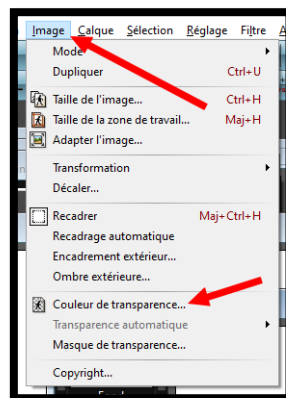 Image Calque Sélection Réglage Filtre
Mode
Dupliquer Ctrl+U
Taille de l'image... Ctrl+H
Taille de la zone de travail... Maj+H
Adapter l'image...
Transformation
Décaler...
Recadrer Maj+Ctrl+H
Recadrage automatique
Encadrement extérieur...
Ombre extérieure...
Couleur de transparence...
Transparence automatique
Masque de transparence...
Copyright...